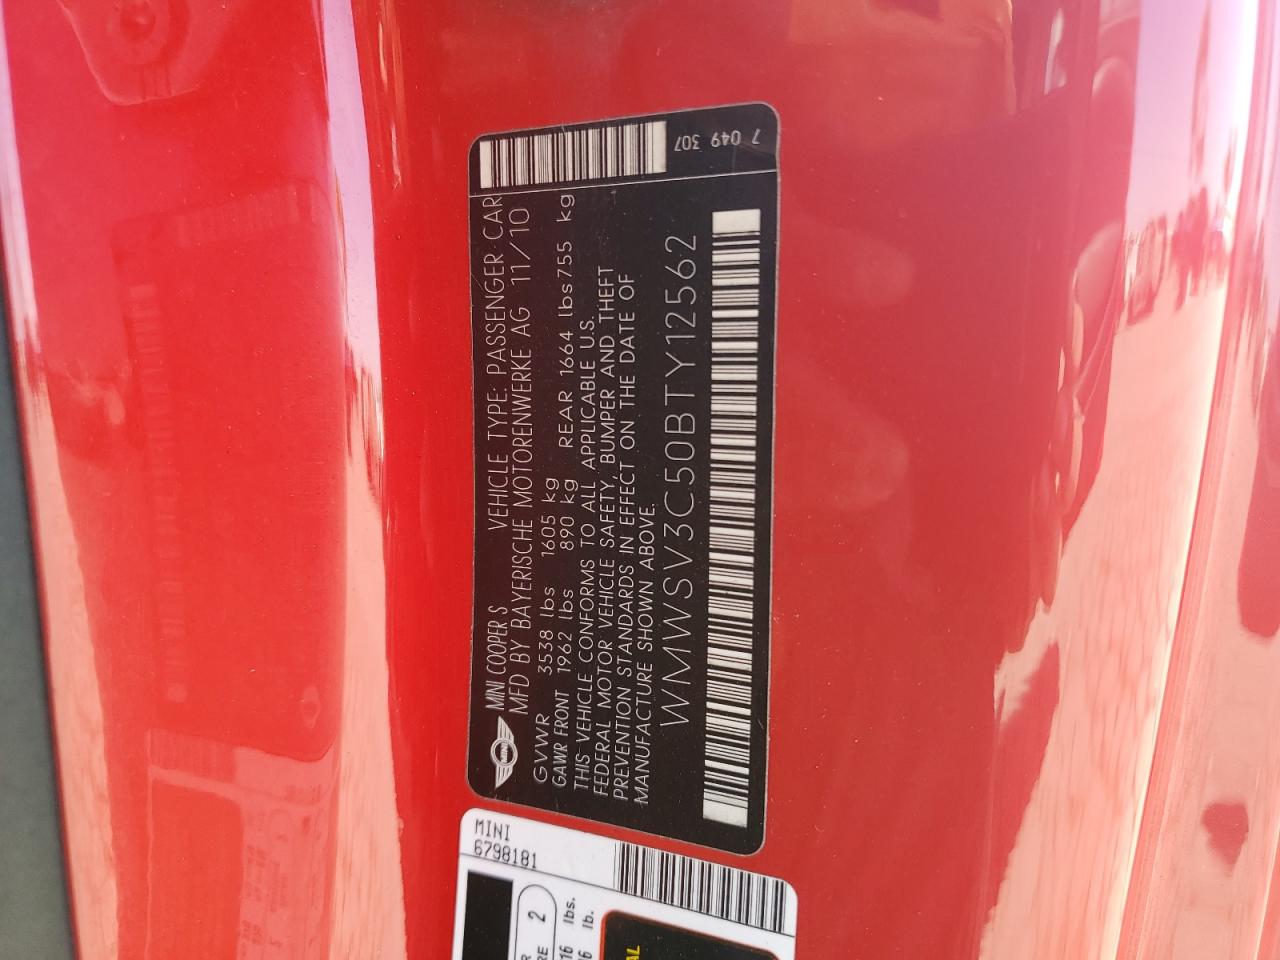 MINI COOPER S VEHICLE TYPE: PASSENGER CAR
MFD BY BAYERISCHE MOTORENWERKE AG 11/10
GVWR 3538 lbs 1605 kg
GAWR FRONT 1962 lbs 890 kg REAR 1664 lbs 755 kg
THIS VEHICLE CONFORMS TO ALL APPLICABLE U.S.
FEDERAL MOTOR VEHICLE SAFETY, BUMPER AND THEFT
PREVENTION STANDARDS IN EFFECT ON THE DATE OF
MANUFACTURE SHOWN ABOVE.
WMWSV3C50BTY12562
7 049 307
MINI
6798181
2
lbs.
lb.